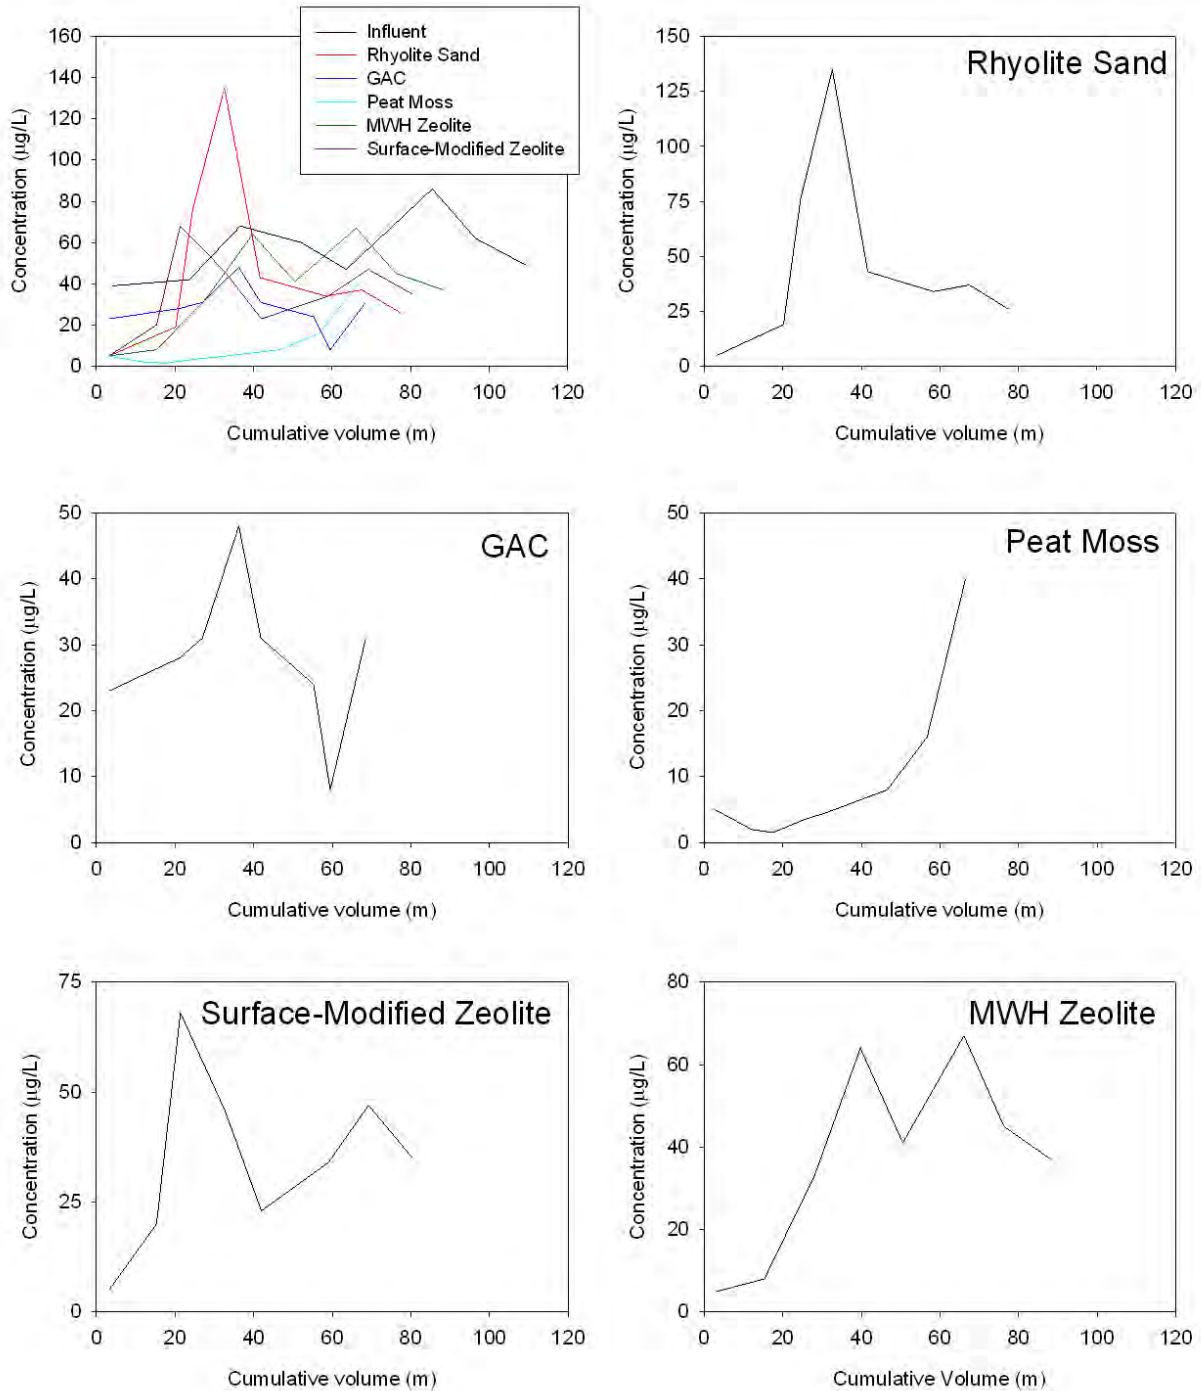 Influent
Rhyolite Sand
GAC
Peat Moss
MWH Zeolite
Surface-Modified Zeolite
160
140
120
100
80
60
40
20
0
Concentration (µg/L)
0 20 40 60 80 100 120
Cumulative volume (m)
Rhyolite Sand
150
125
100
75
50
25
0
Concentration (µg/L)
0 20 40 60 80 100 120
Cumulative volume (m)
GAC
50
40
30
20
10
0
Concentration (µg/L)
0 20 40 60 80 100 120
Cumulative volume (m)
Peat Moss
50
40
30
20
10
0
Concentration (µg/L)
0 20 40 60 80 100 120
Cumulative volume (m)
Surface-Modified Zeolite
75
50
25
0
Concentration (µg/L)
0 20 40 60 80 100 120
Cumulative volume (m)
MWH Zeolite
80
60
40
20
0
Concentration (µg/L)
0 20 40 60 80 100 120
Cumulative Volume (m)